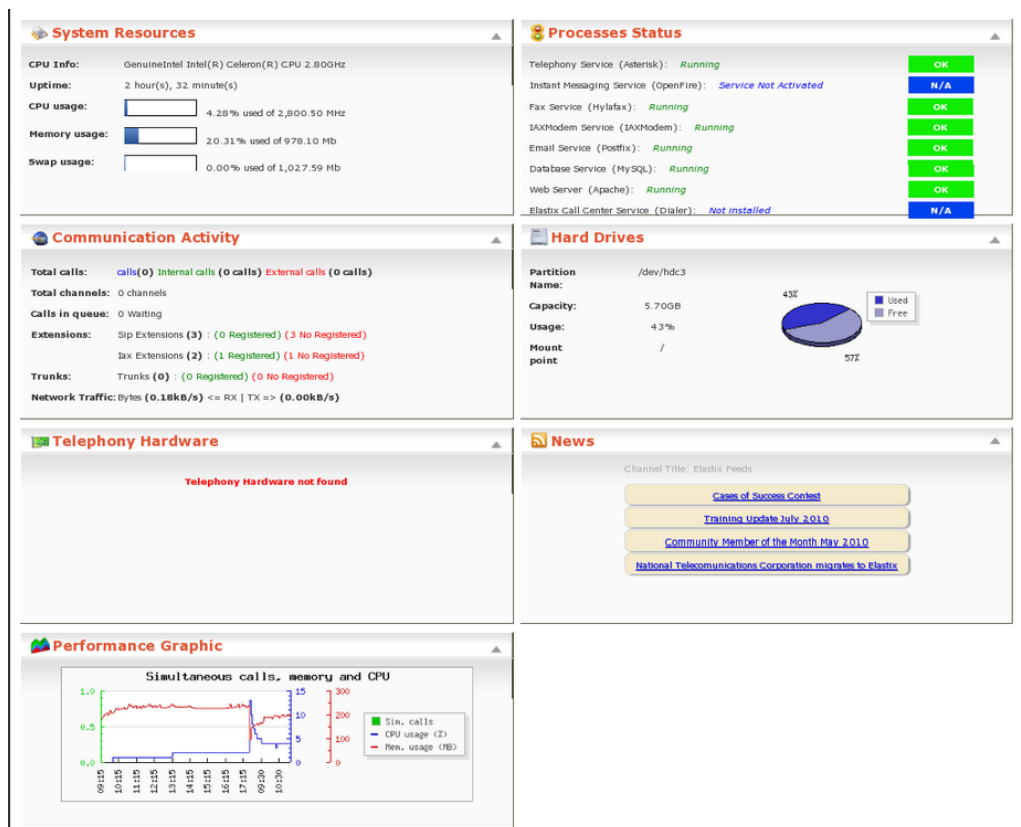 System Resources
CPU Info: GenuineIntel Intel(R) Celeron(R) CPU 2.80GHz
Uptime: 2 hour(s), 32 minute(s)
CPU usage: 4.28% used of 2,800.50 MHz
Memory usage: 20.31% used of 978.10 Mb
Swap usage: 0.00% used of 1,027.59 Mb
Processes Status
Telephony Service (Asterisk): Running OK
Instant Messaging Service (OpenFire): Service Not Activated N/A
Fax Service (Hylafax): Running OK
IAXModem Service (IAXModem): Running OK
Email Service (Postfix): Running OK
Database Service (MySQL): Running OK
Web Server (Apache): Running OK
Elastix Call Center Service (Dialer): Not installed N/A
Communication Activity
Total calls: calls(0) Internal calls (0 calls) External calls (0 calls)
Total channels: 0 channels
Calls in queue: 0 Waiting
Extensions: Sip Extensions (3) : (0 Registered) (3 No Registered)
Iax Extensions (2) : (1 Registered) (1 No Registered)
Trunks: Trunks (0) : (0 Registered) (0 No Registered)
Network Traffic: Bytes (0.18kB/s) <= RX | TX => (0.00kB/s)
Hard Drives
Partition Name: /dev/hdc3
Capacity: 5.70GB
Usage: 43%
Mount point /
43%
57%
Used
Free
Telephony Hardware
Telephony Hardware not found
News
Channel Title: Elastix Feeds
Cases of Success Contest
Training Update July 2010
Community Member of the Month May 2010
National Telecomunications Corporation migrates to Elastix
Performance Graphic
Simultaneous calls, memory and CPU
1.0
0.5
0.0
15
10
5
0
300
200
100
0
09:15
10:15
11:15
12:15
13:15
14:15
15:15
16:15
17:15
09:30
10:30
Sim. calls
CPU usage (%)
Mem. usage (MB)